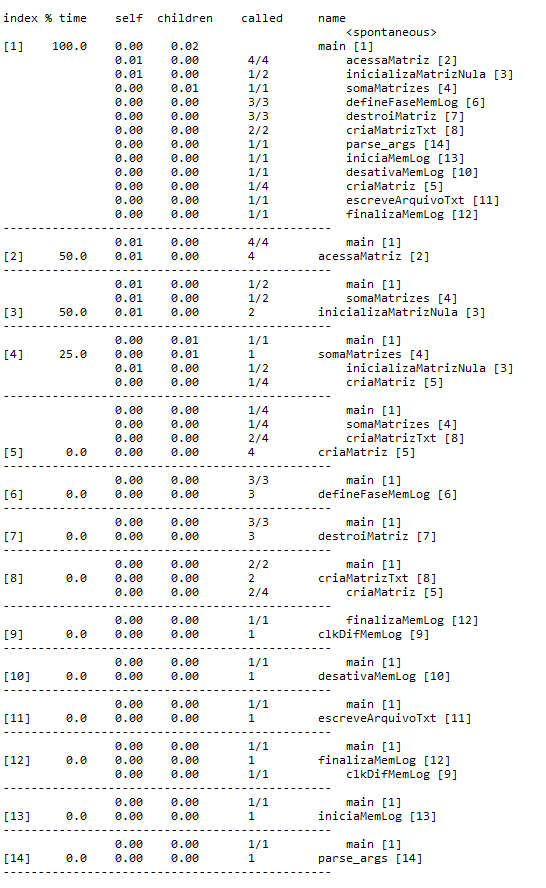 index % time    self  children    called     name
                                                 <spontaneous>
[1]    100.0    0.00    0.02                 main [1]
                0.01    0.00       4/4           acessaMatriz [2]
                0.01    0.00       1/2           inicializaMatrizNula [3]
                0.00    0.01       1/1           somaMatrizes [4]
                0.00    0.00       3/3           defineFaseMemLog [6]
                0.00    0.00       3/3           destroiMatriz [7]
                0.00    0.00       2/2           criaMatrizTxt [8]
                0.00    0.00       1/1           parse_args [14]
                0.00    0.00       1/1           iniciaMemLog [13]
                0.00    0.00       1/1           desativaMemLog [10]
                0.00    0.00       1/4           criaMatriz [5]
                0.00    0.00       1/1           escreveArquivoTxt [11]
                0.00    0.00       1/1           finalizaMemLog [12]
-----------------------------------------------
                0.01    0.00       4/4           main [1]
[2]     50.0    0.01    0.00       4         acessaMatriz [2]
-----------------------------------------------
                0.01    0.00       1/2           main [1]
                0.01    0.00       1/2           somaMatrizes [4]
[3]     50.0    0.01    0.00       2         inicializaMatrizNula [3]
-----------------------------------------------
                0.00    0.01       1/1           main [1]
[4]     25.0    0.00    0.01       1         somaMatrizes [4]
                0.01    0.00       1/2           inicializaMatrizNula [3]
                0.00    0.00       1/4           criaMatriz [5]
-----------------------------------------------
                0.00    0.00       1/4           main [1]
                0.00    0.00       1/4           somaMatrizes [4]
                0.00    0.00       2/4           criaMatrizTxt [8]
[5]      0.0    0.00    0.00       4         criaMatriz [5]
-----------------------------------------------
                0.00    0.00       3/3           main [1]
[6]      0.0    0.00    0.00       3         defineFaseMemLog [6]
-----------------------------------------------
                0.00    0.00       3/3           main [1]
[7]      0.0    0.00    0.00       3         destroiMatriz [7]
-----------------------------------------------
                0.00    0.00       2/2           main [1]
[8]      0.0    0.00    0.00       2         criaMatrizTxt [8]
                0.00    0.00       2/4           criaMatriz [5]
-----------------------------------------------
                0.00    0.00       1/1           finalizaMemLog [12]
[9]      0.0    0.00    0.00       1         clkDifMemLog [9]
-----------------------------------------------
                0.00    0.00       1/1           main [1]
[10]     0.0    0.00    0.00       1         desativaMemLog [10]
-----------------------------------------------
                0.00    0.00       1/1           main [1]
[11]     0.0    0.00    0.00       1         escreveArquivoTxt [11]
-----------------------------------------------
                0.00    0.00       1/1           main [1]
[12]     0.0    0.00    0.00       1         finalizaMemLog [12]
                0.00    0.00       1/1           clkDifMemLog [9]
-----------------------------------------------
                0.00    0.00       1/1           main [1]
[13]     0.0    0.00    0.00       1         iniciaMemLog [13]
-----------------------------------------------
                0.00    0.00       1/1           main [1]
[14]     0.0    0.00    0.00       1         parse_args [14]
-----------------------------------------------